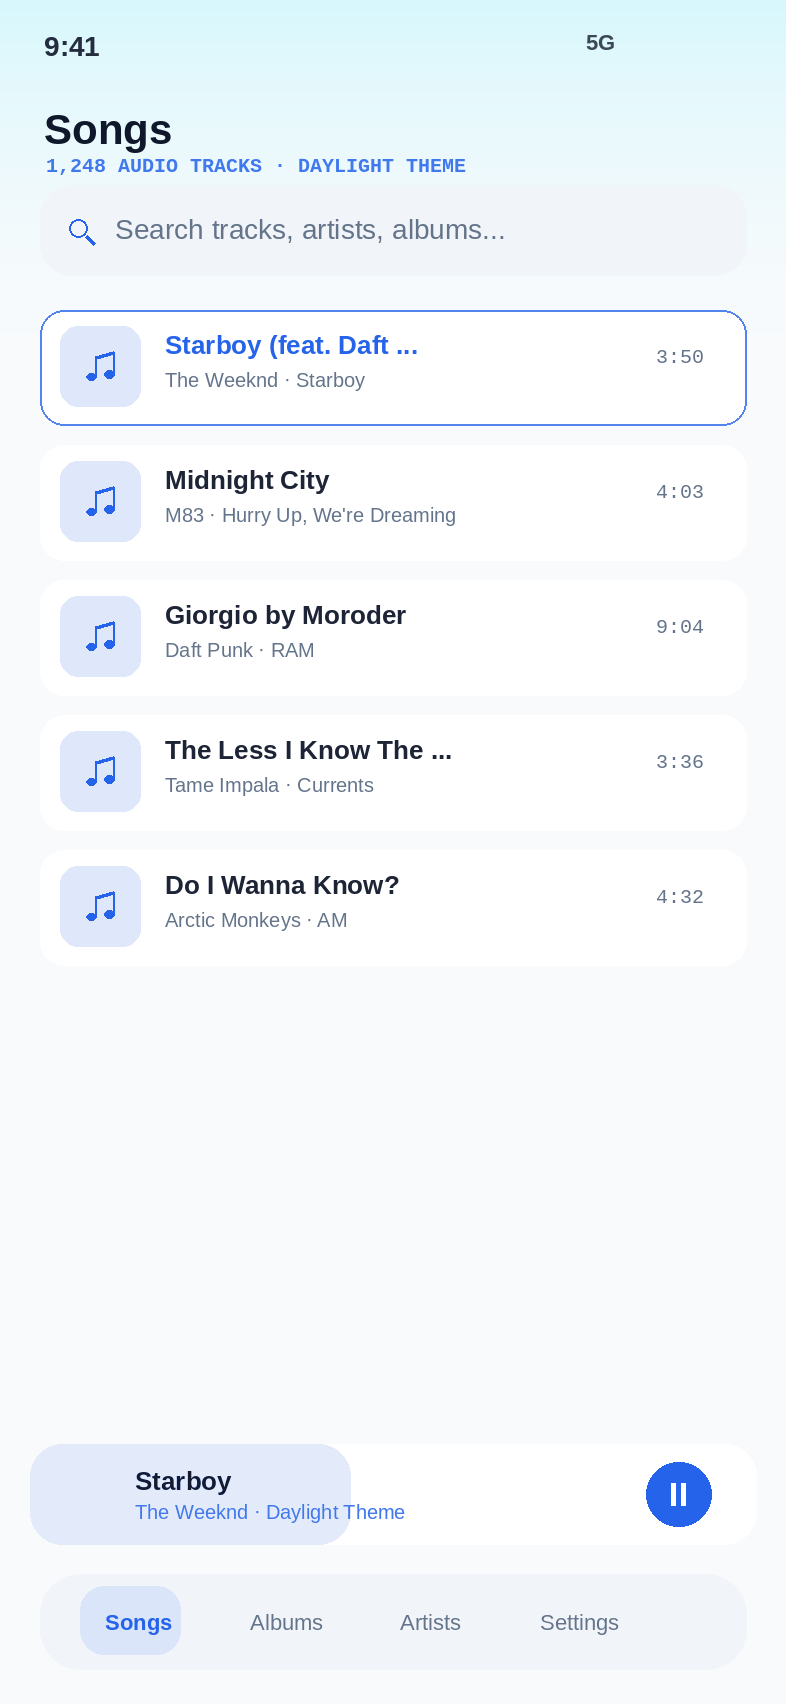 9:41
5G
Songs
1,248 AUDIO TRACKS · DAYLIGHT THEME
Search tracks, artists, albums...
Starboy (feat. Daft ...
The Weeknd · Starboy
3:50
Midnight City
M83 · Hurry Up, We're Dreaming
4:03
Giorgio by Moroder
Daft Punk · RAM
9:04
The Less I Know The ...
Tame Impala · Currents
3:36
Do I Wanna Know?
Arctic Monkeys · AM
4:32
Starboy
The Weeknd · Daylight Theme
Songs
Albums
Artists
Settings